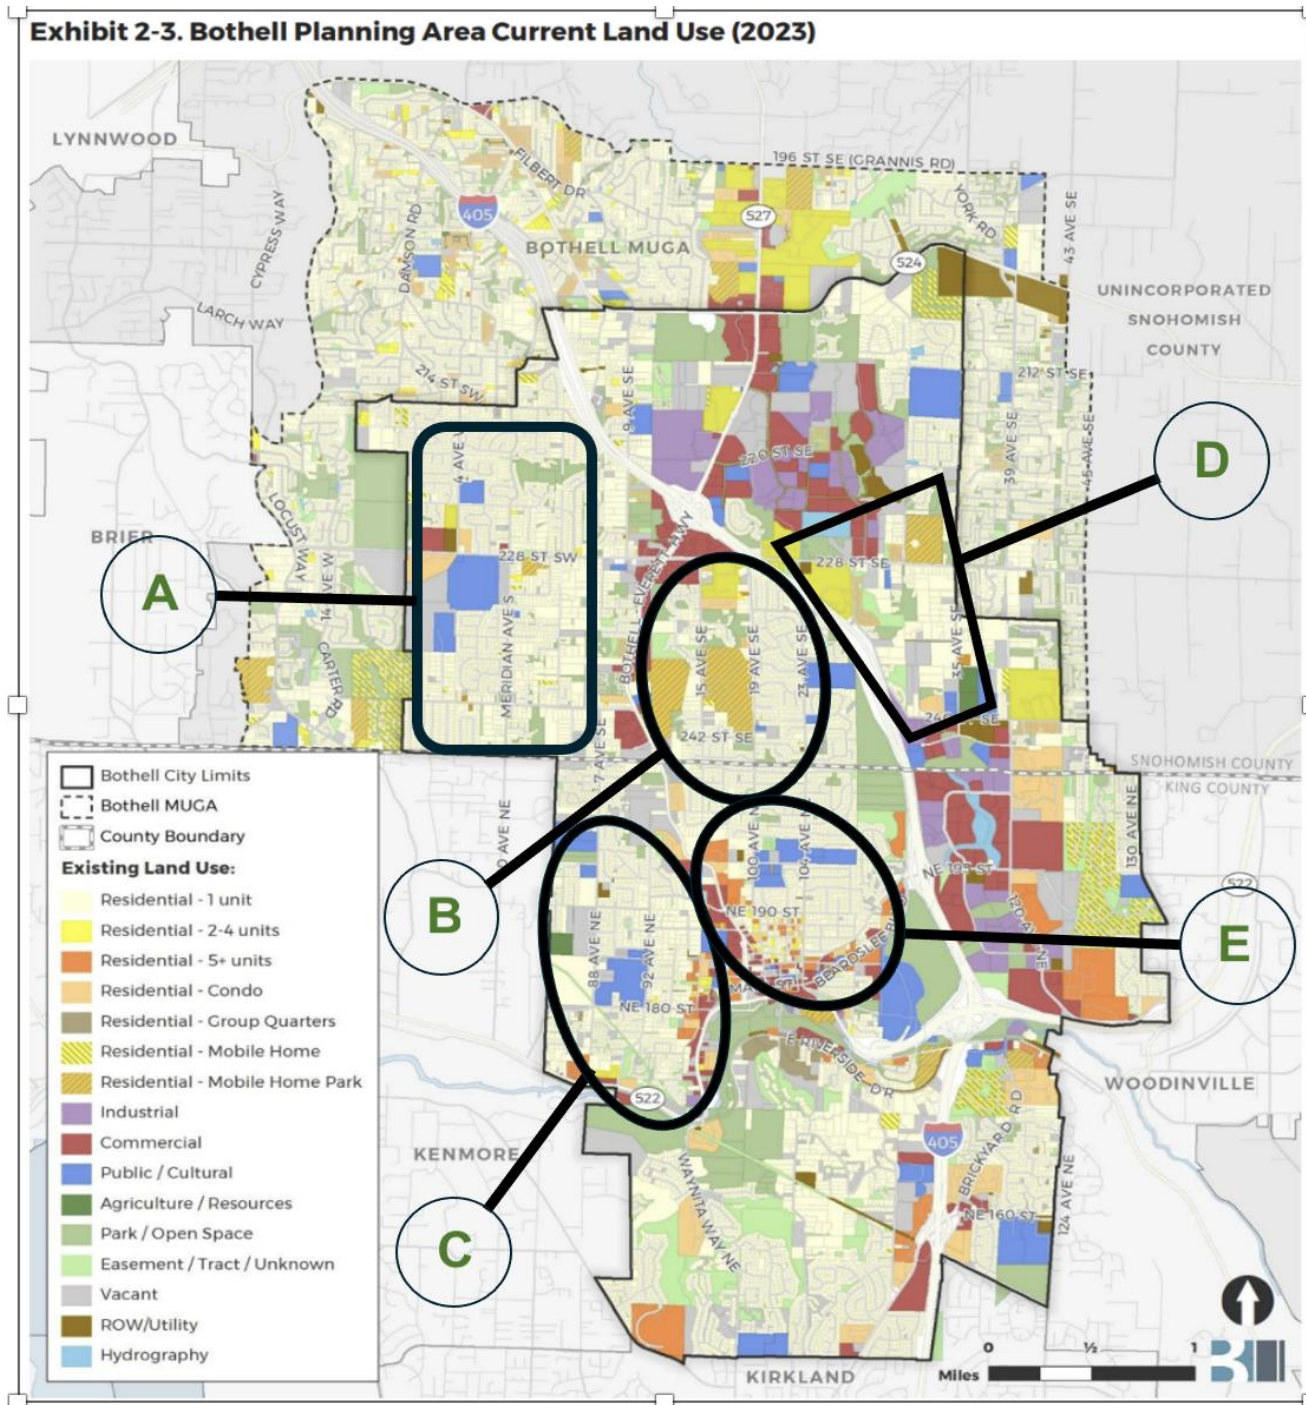 Exhibit 2-3. Bothell Planning Area Current Land Use (2023)
LYNNWOOD
196 ST SE (GRANNIS RD)
FILBERT DR
YORK RD
43 AVE SE
CYPRESS WAY
DAMSON RD
405
527
BOTHELL MUGA
524
UNINCORPORATED
SNOHOMISH
COUNTY
LARCH WAY
214 ST SW
9 AVE SE
212 ST SE
39 AVE SE
45 AVE SE
4 AVE W
220 ST SE
D
LOCUST WAY
BRIER
228 ST SW
BOTHELL - EVERETT HWY
228 ST SE
A
14 AVE W
MERIDIAN AVE S
15 AVE SE
19 AVE SE
23 AVE SE
35 AVE SE
CARTER RD
242 ST SE
7 AVE SE
SNOHOMISH COUNTY
KING COUNTY
Bothell City Limits
Bothell MUGA
County Boundary
Existing Land Use:
Residential - 1 unit
Residential - 2-4 units
Residential - 5+ units
Residential - Condo
Residential - Group Quarters
Residential - Mobile Home
Residential - Mobile Home Park
Industrial
Commercial
Public / Cultural
Agriculture / Resources
Park / Open Space
Easement / Tract / Unknown
Vacant
ROW/Utility
Hydrography
0 AVE NE
100 AVE N
104 AVE N
130 AVE NE
NE 195 ST
522
B
88 AVE NE
92 AVE NE
NE 190 ST
120 AVE NE
E
BEARDSLEE BL
MA
ST
NE 180 ST
E RIVERSIDE DR
522
WOODINVILLE
KENMORE
405
BRICKYARD RD
C
WAYNITA WAY NE
NE 160 ST
124 AVE NE
0 ½ 1
Miles
KIRKLAND
B